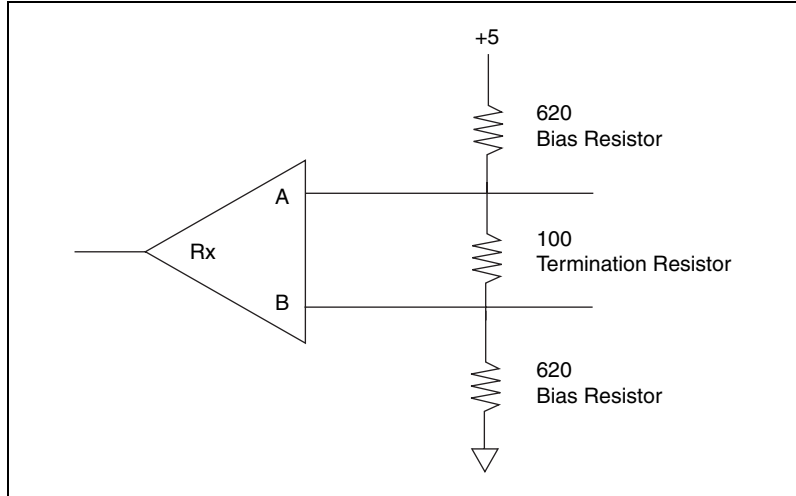 +5
620
Bias Resistor
A
100
Termination Resistor
Rx
B
620
Bias Resistor